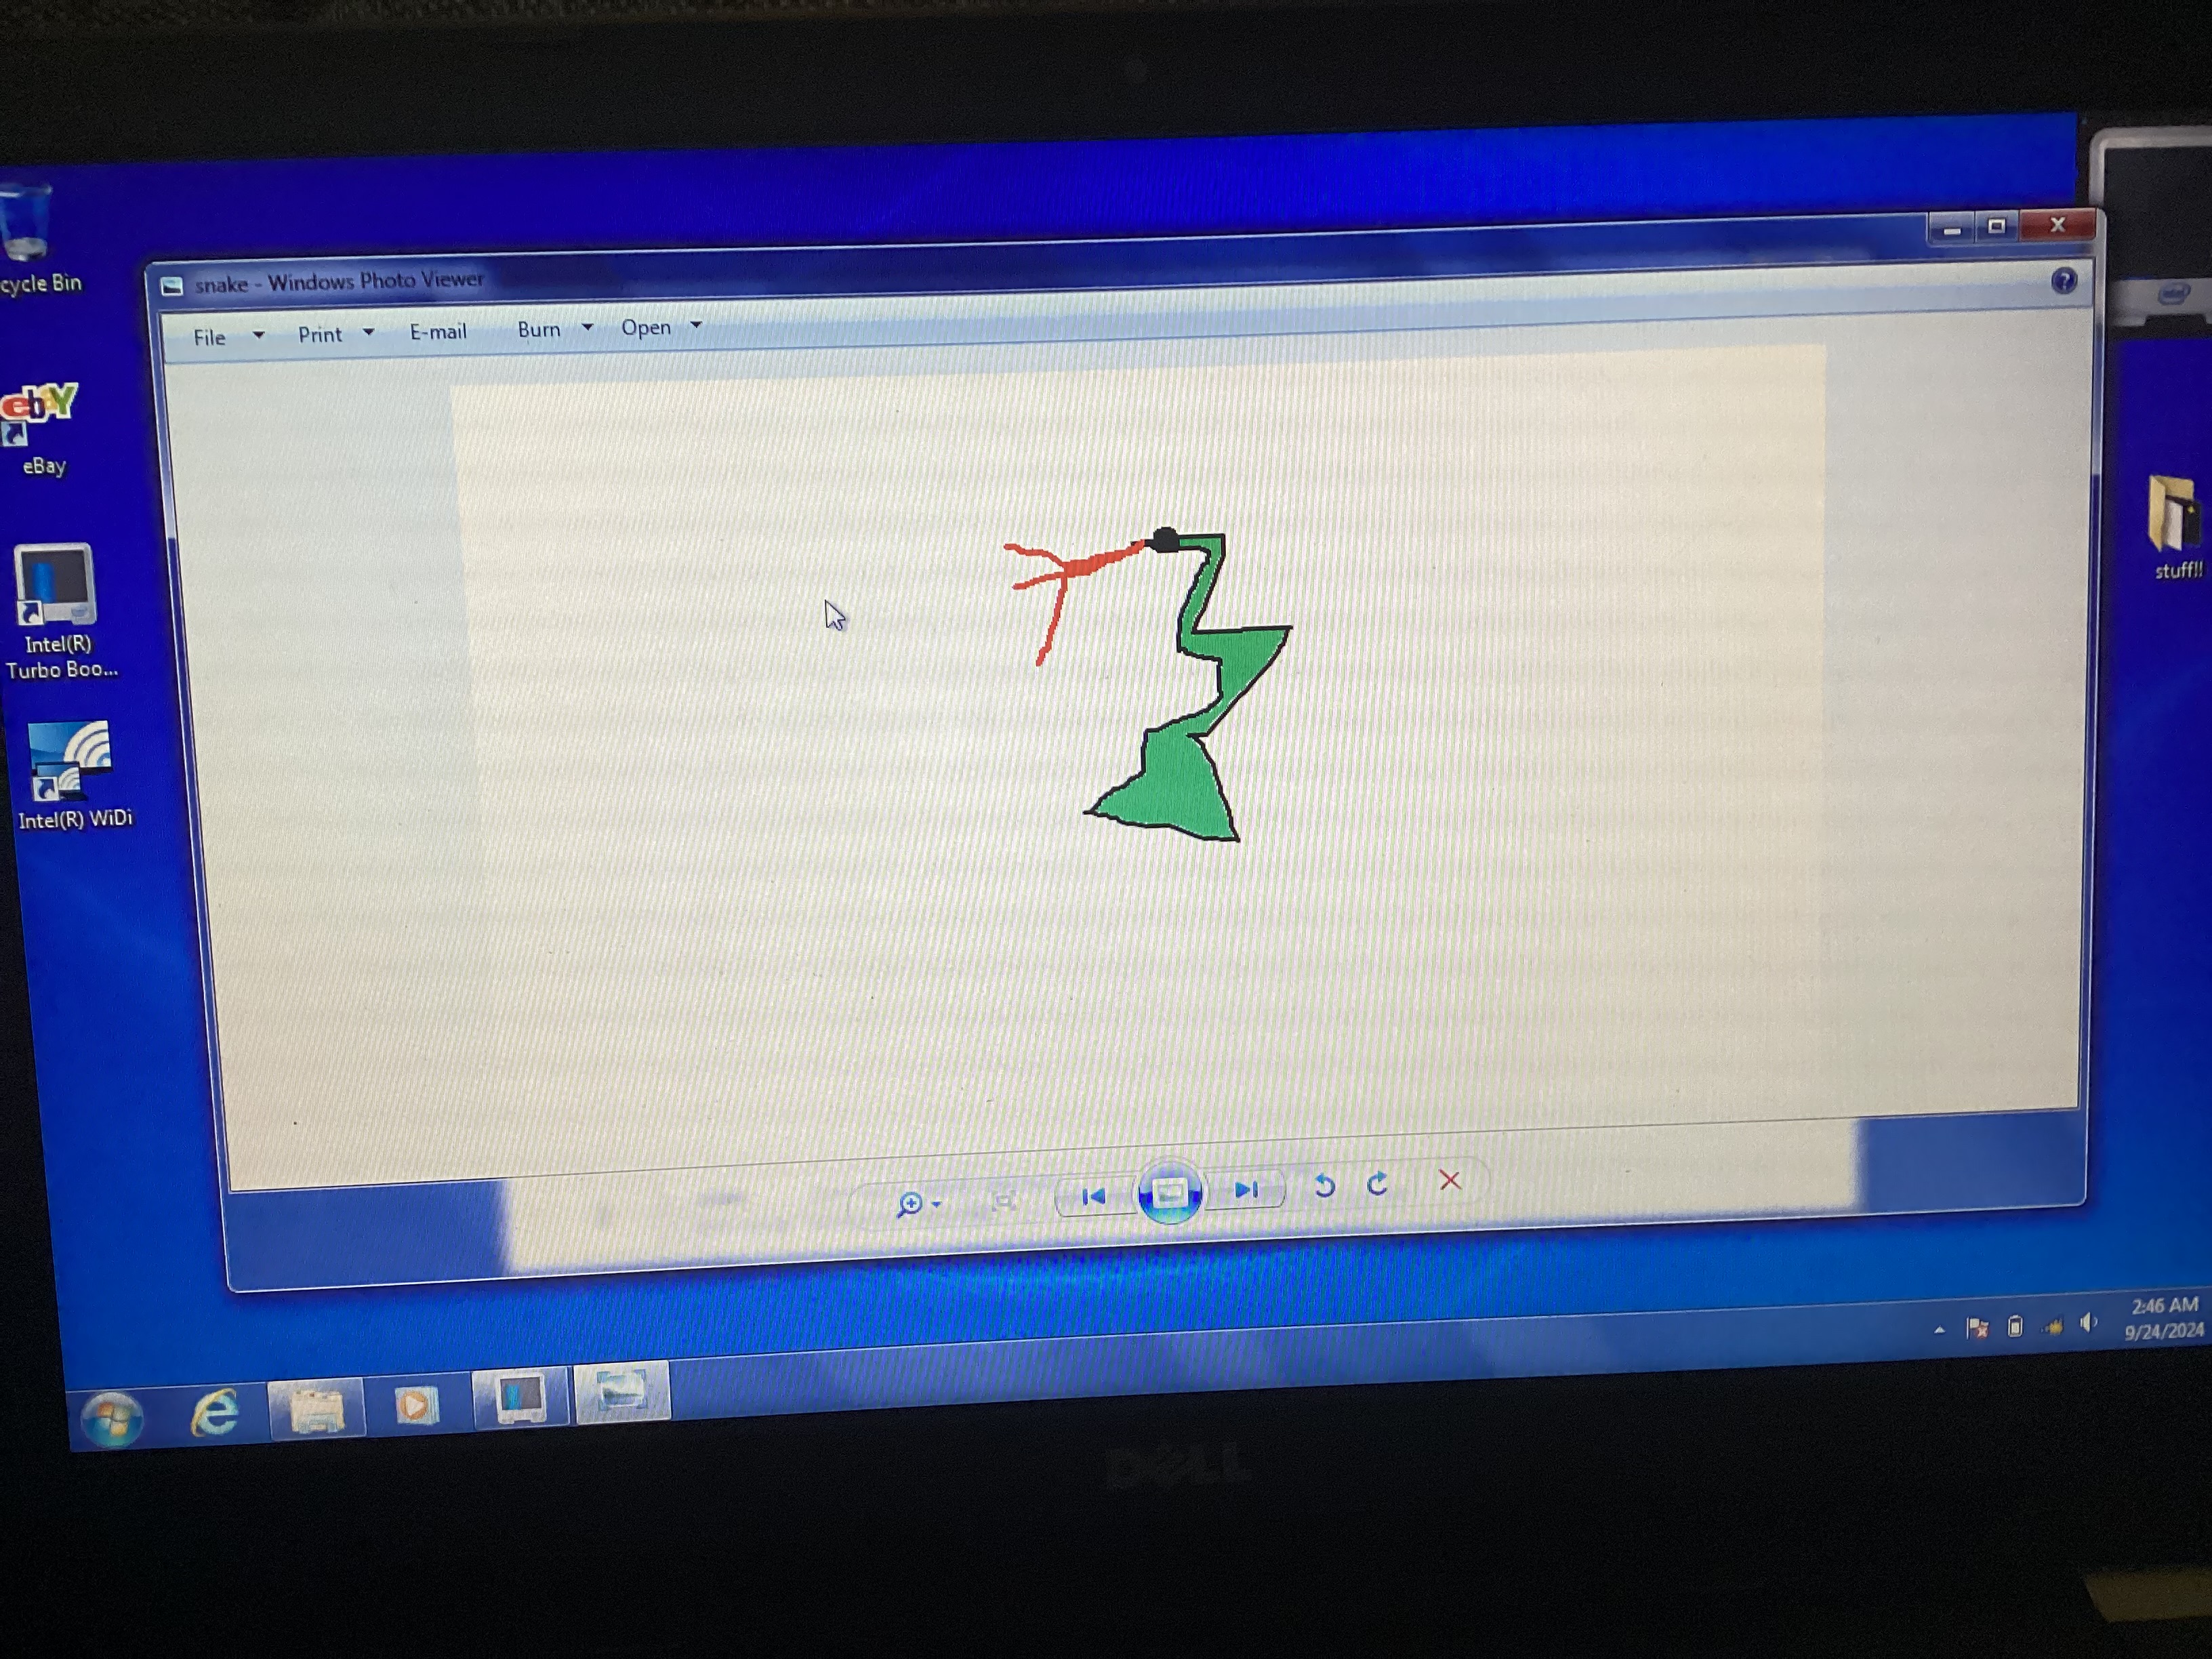 cycle Bin
snake - Windows Photo Viewer
File Print E-mail Burn Open
ebY
eBay
Intel(R)
Turbo Boo...
Intel(R) WiDi
stuff!!
2:46 AM
9/24/2024
DELL